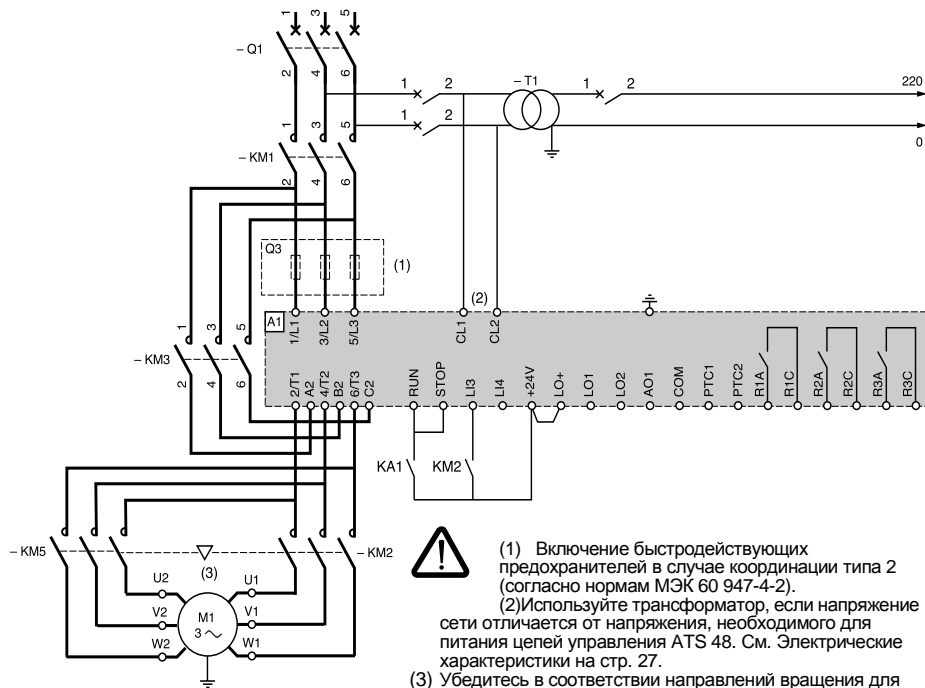 1 3 5
– Q1
2 4 6
1 2 – T1 1 2 220
1 2
0
1 3 5
– KM1
2 4 6
Q3
(1)
(2)
A1
1/L1 3/L2 5/L3 CL1 CL2
1 3 5
– KM3
2 4 6
2/T1 A2 4/T2 B2 6/T3 C2 RUN STOP LI3 LI4 +24V LO+ LO1 LO2 AO1 COM PTC1 PTC2 R1A R1C R2A R2C R3A R3C
KA1 KM2
– KM5
– KM2
(3)
U2 U1
V2 M1 V1
3 ~
W2 W1
(1) Включение быстродействующих
предохранителей в случае координации типа 2
(согласно нормам МЭК 60 947-4-2).
(2)Используйте трансформатор, если напряжение
сети отличается от напряжения, необходимого для
питания цепей управления ATS 48. См. Электрические
характеристики на стр. 27.
(3) Убедитесь в соответствии направлений вращения для